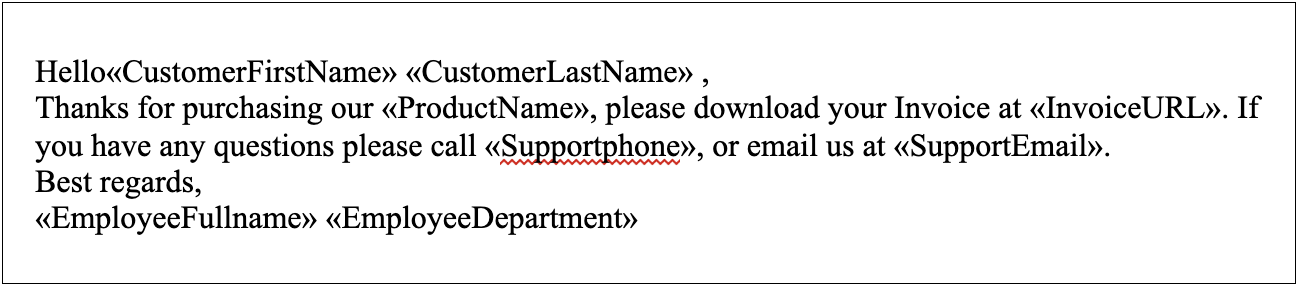 Hello«CustomerFirstName» «CustomerLastName» ,
Thanks for purchasing our «ProductName», please download your Invoice at «InvoiceURL». If
you have any questions please call «Supportphone», or email us at «SupportEmail».
Best regards,
«EmployeeFullname» «EmployeeDepartment»